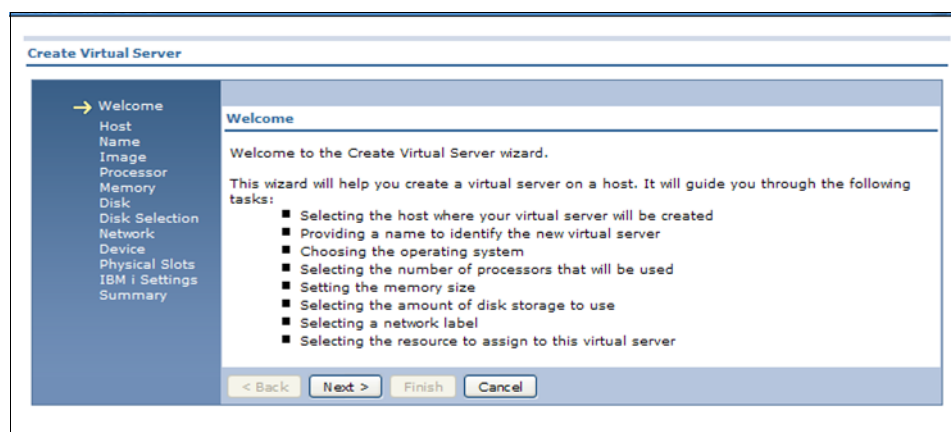 Create Virtual Server
Welcome
Host
Name
Image
Processor
Memory
Disk
Disk Selection
Network
Device
Physical Slots
IBM i Settings
Summary
Welcome
Welcome to the Create Virtual Server wizard.
This wizard will help you create a virtual server on a host. It will guide you through the following
tasks:
Selecting the host where your virtual server will be created
Providing a name to identify the new virtual server
Choosing the operating system
Selecting the number of processors that will be used
Setting the memory size
Selecting the amount of disk storage to use
Selecting a network label
Selecting the resource to assign to this virtual server
< Back Next > Finish Cancel